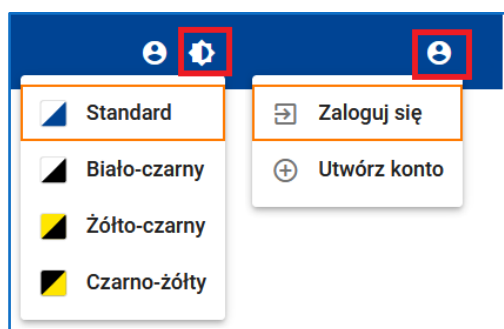 Standard
Biało-czarny
Żółto-czarny
Czarno-żółty
Zaloguj się
Utwórz konto